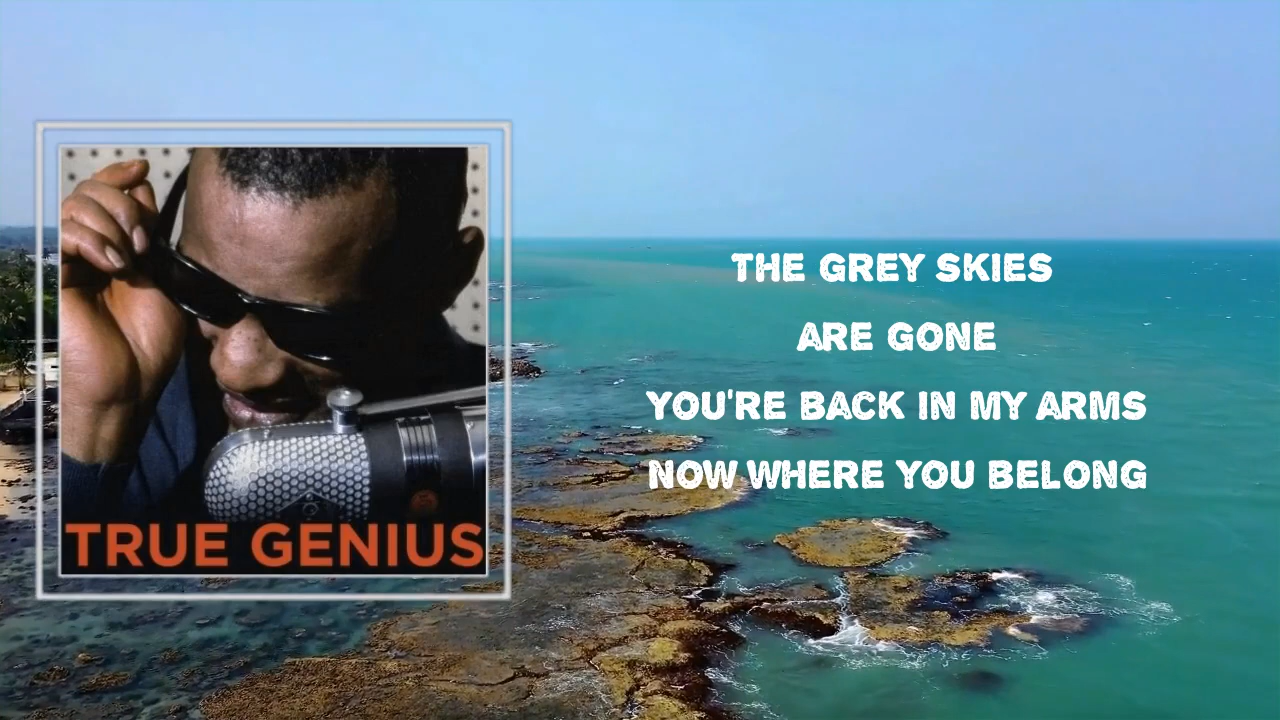 TRUE GENIUS
THE GREY SKIES
ARE GONE
YOU'RE BACK IN MY ARMS
NOW WHERE YOU BELONG